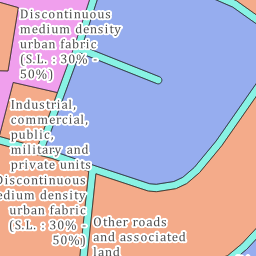 Discontinuous
medium density
urban fabric
(S.L. : 30% -
50%)
Industrial,
commercial,
public,
military and
private units
Discontinuous
medium density
urban fabric
(S.L. : 30% -
50%)
Other roads
and associated
land